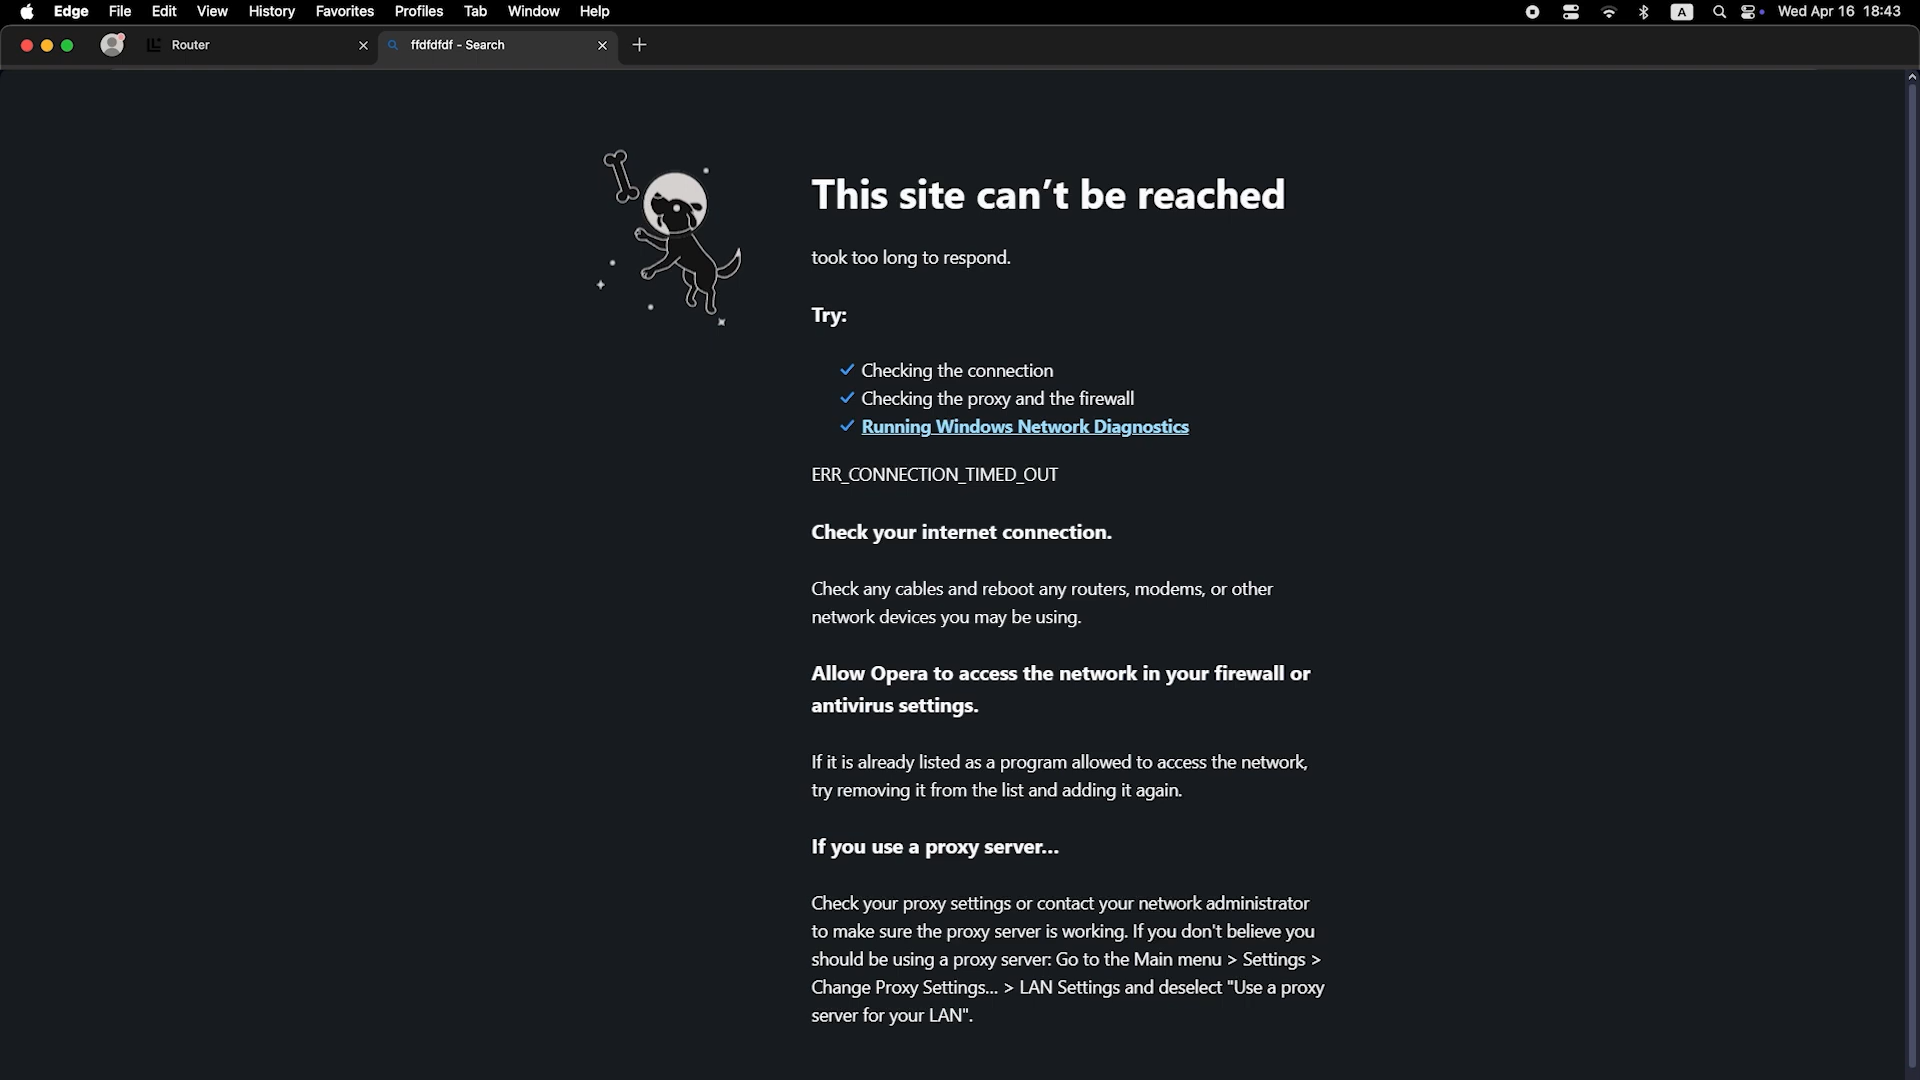 Edge File Edit View History Favorites Profiles Tab Window Help A Wed Apr 16 18:43
Router ffdfdfdf - Search
This site can’t be reached
took too long to respond.
Try:
Checking the connection
Checking the proxy and the firewall
Running Windows Network Diagnostics
ERR_CONNECTION_TIMED_OUT
Check your internet connection.
Check any cables and reboot any routers, modems, or other
network devices you may be using.
Allow Opera to access the network in your firewall or
antivirus settings.
If it is already listed as a program allowed to access the network,
try removing it from the list and adding it again.
If you use a proxy server...
Check your proxy settings or contact your network administrator
to make sure the proxy server is working. If you don't believe you
should be using a proxy server: Go to the Main menu > Settings >
Change Proxy Settings... > LAN Settings and deselect "Use a proxy
server for your LAN".